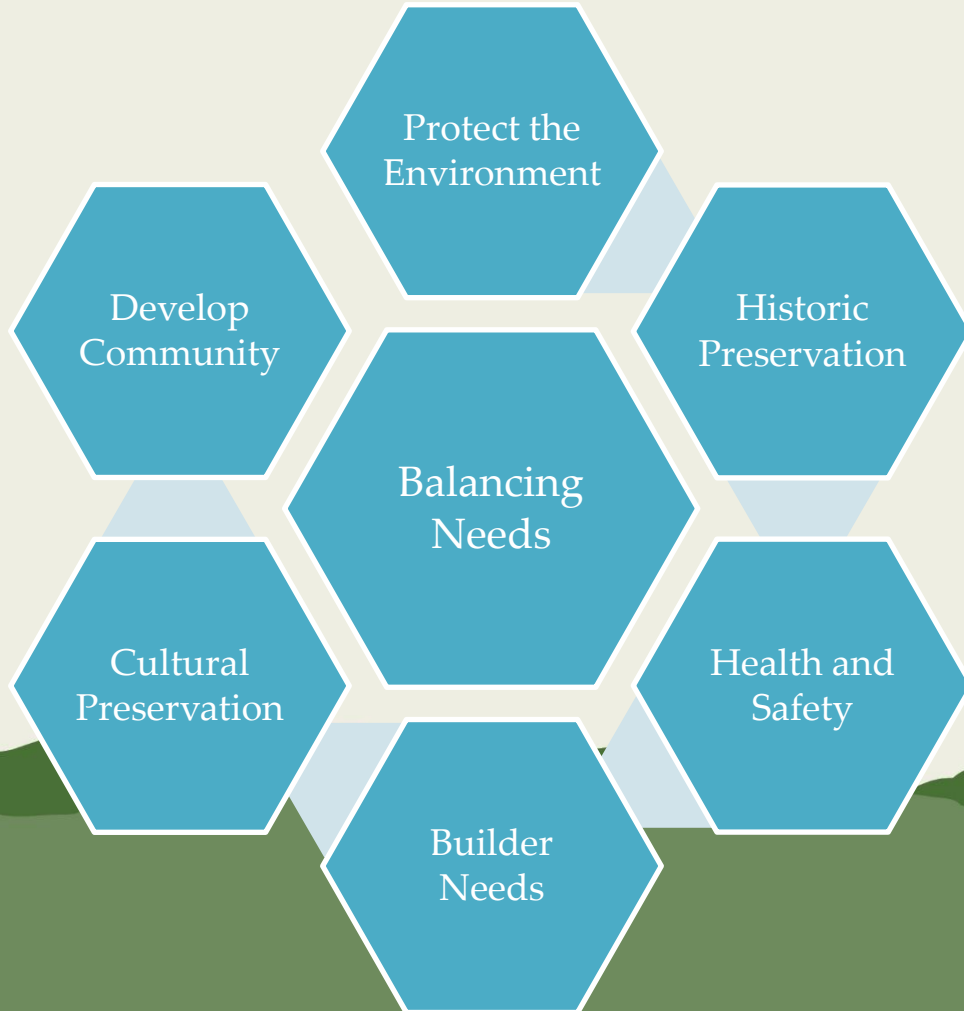 Protect the
Environment
Develop
Community
Historic
Preservation
Balancing
Needs
Cultural
Preservation
Health and
Safety
Builder
Needs